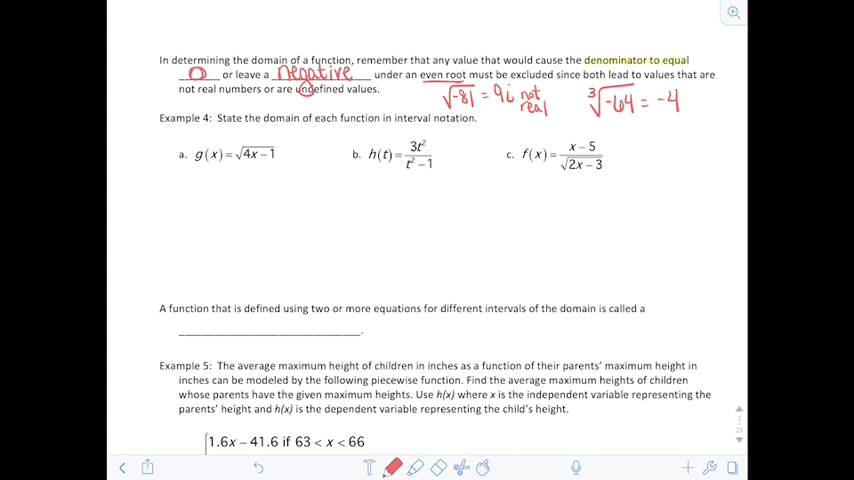 In determining the domain of a function, remember that any value that would cause the denominator to equal
0 or leave a negative under an even root must be excluded since both lead to values that are
not real numbers or are undefined values.
√-81 = 9i not real
³√-64 = -4
Example 4: State the domain of each function in interval notation.
a. g(x) = √4x − 1 b. h(t) = 3t²/t² − 1 c. f(x) = x − 5/√2x − 3
A function that is defined using two or more equations for different intervals of the domain is called a
______________________________.
Example 5: The average maximum height of children in inches as a function of their parents' maximum height in
inches can be modeled by the following piecewise function. Find the average maximum heights of children
whose parents have the given maximum heights. Use h(x) where x is the independent variable representing the
parents' height and h(x) is the dependent variable representing the child's height.
1.6x − 41.6 if 63 < x < 66
T